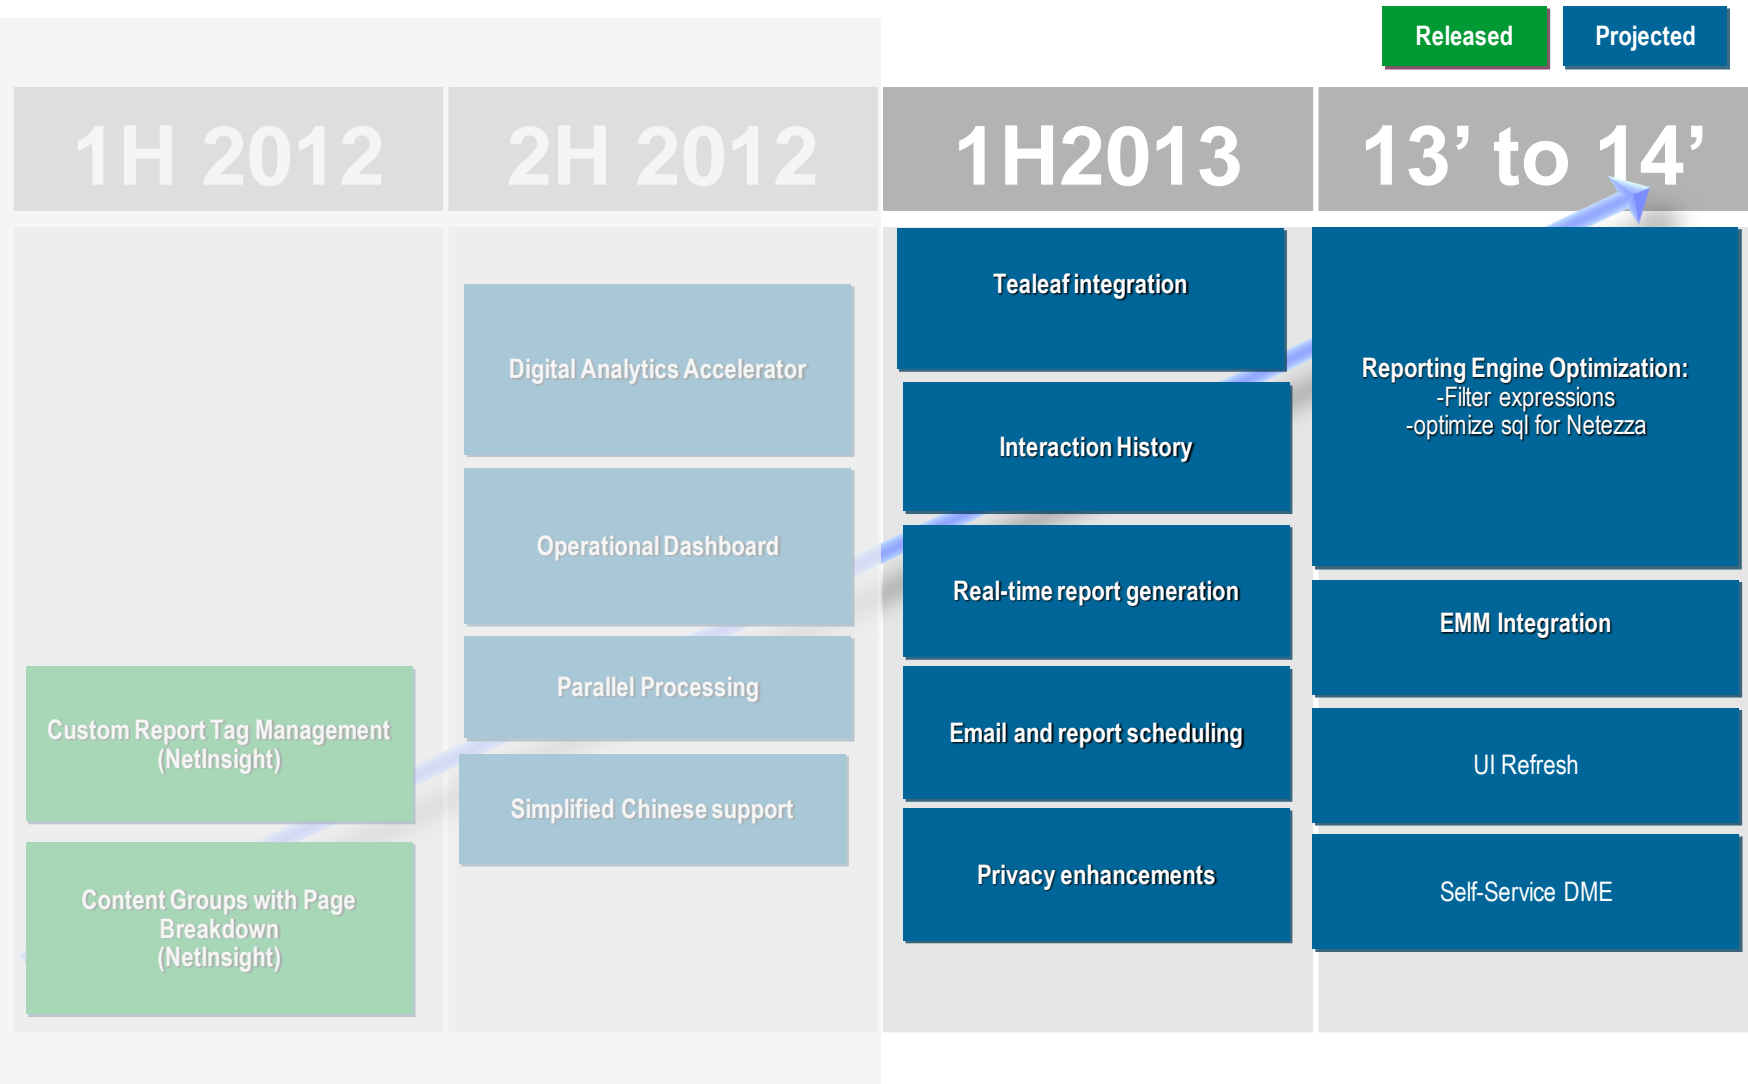 Released
Projected
1H 2012
2H 2012
1H2013
13’ to 14’
Custom Report Tag Management
(NetInsight)
Content Groups with Page
Breakdown
(NetInsight)
Digital Analytics Accelerator
Operational Dashboard
Parallel Processing
Simplified Chinese support
Tealeaf integration
Interaction History
Real-time report generation
Email and report scheduling
Privacy enhancements
Reporting Engine Optimization:
-Filter expressions
-optimize sql for Netezza
EMM Integration
UI Refresh
Self-Service DME